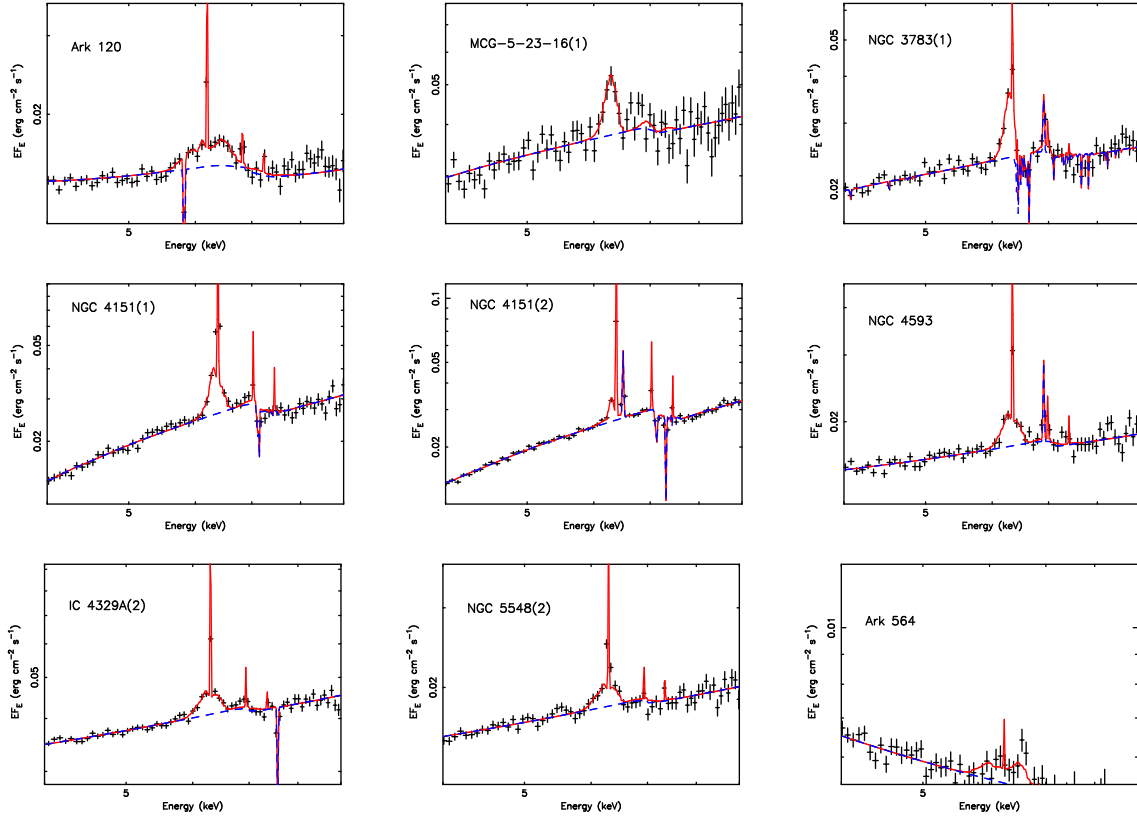 Ark 120
EF_E (erg cm⁻² s⁻¹)
0.02
5
Energy (keV)
MCG-5-23-16(1)
EF_E (erg cm⁻² s⁻¹)
0.05
5
Energy (keV)
NGC 3783(1)
EF_E (erg cm⁻² s⁻¹)
0.05
0.02
5
Energy (keV)
NGC 4151(1)
EF_E (erg cm⁻² s⁻¹)
0.05
0.02
5
Energy (keV)
NGC 4151(2)
EF_E (erg cm⁻² s⁻¹)
0.1
0.05
0.02
5
Energy (keV)
NGC 4593
EF_E (erg cm⁻² s⁻¹)
0.02
5
Energy (keV)
IC 4329A(2)
EF_E (erg cm⁻² s⁻¹)
0.05
5
Energy (keV)
NGC 5548(2)
EF_E (erg cm⁻² s⁻¹)
0.02
5
Energy (keV)
Ark 564
EF_E (erg cm⁻² s⁻¹)
0.01
5
Energy (keV)